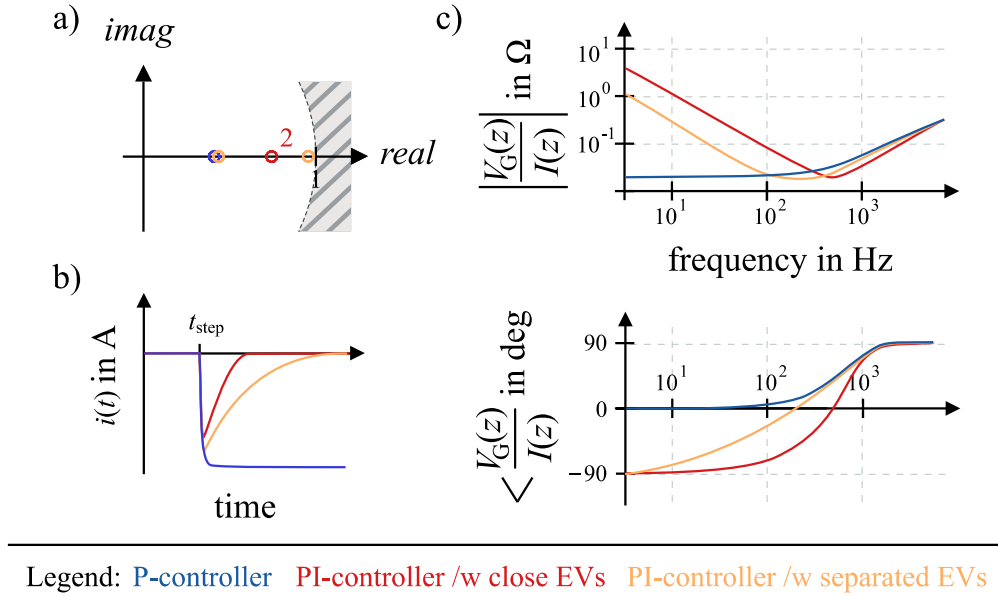 a)
imag
2
real
1
b)
i(t) in A
t_step
time
c)
|V_G(z)/I(z)| in Ω
10^1
10^0
10^-1
10^1 10^2 10^3
frequency in Hz
∠ V_G(z)/I(z) in deg
90
0
−90
10^1 10^2 10^3
Legend: P-controller PI-controller /w close EVs PI-controller /w separated EVs